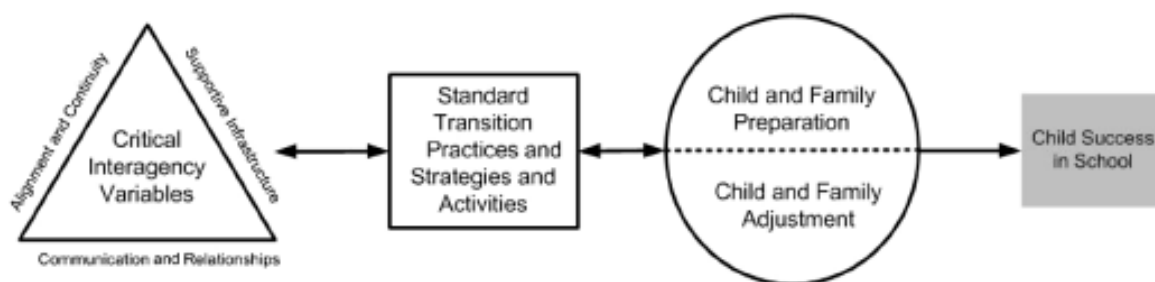 Alignment and Continuity
Supportive Infrastructure
Critical
Interagency
Variables
Communication and Relationships
Standard
Transition
Practices and
Strategies and
Activities
Child and Family
Preparation
Child and Family
Adjustment
Child Success
in School